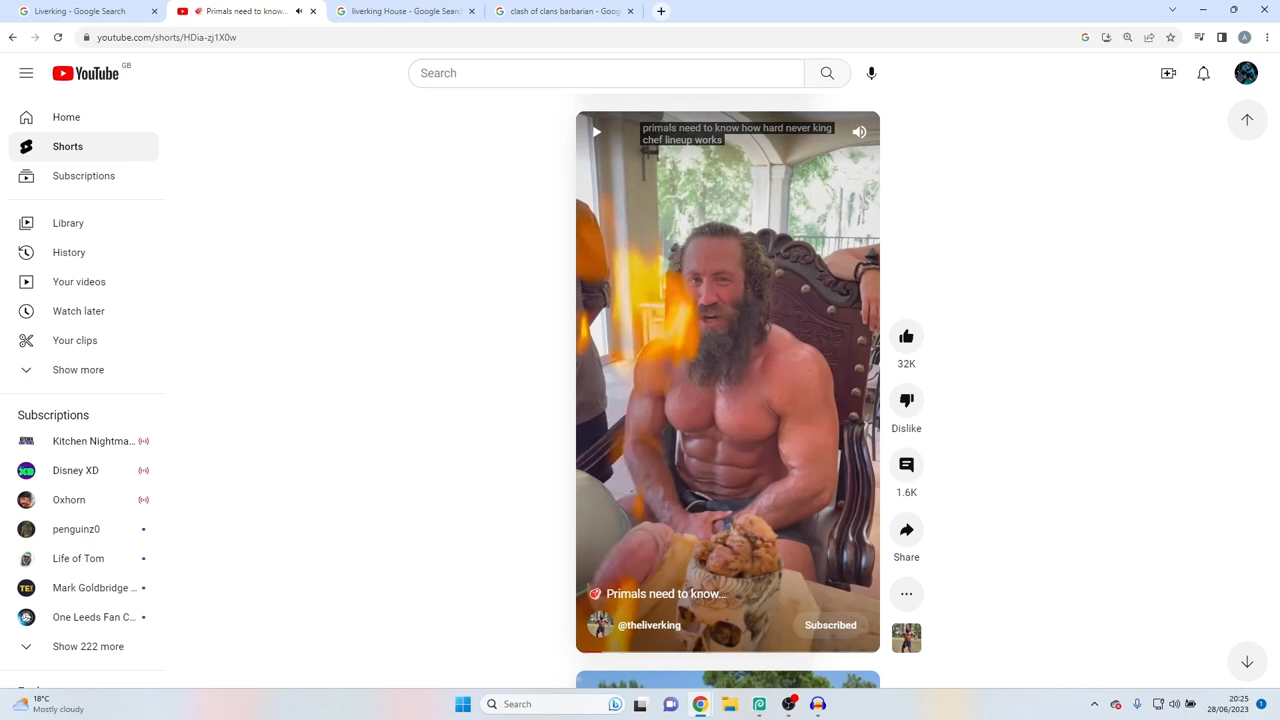 Liverking - Google Search
Primals need to know...
liverking House - Google Searc
clash of clans barbarian - Goog
youtube.com/shorts/HDia-zj1X0w
A
YouTube GB
Search
Home
Shorts
Subscriptions
Library
History
Your videos
Watch later
Your clips
Show more
Subscriptions
Kitchen Nightma...
Disney XD
Oxhorn
penguinz0
Life of Tom
Mark Goldbridge ...
One Leeds Fan C...
Show 222 more
primals need to know how hard never king
chef lineup works
Primals need to know...
@theliverking
Subscribed
32K
Dislike
1.6K
Share
18°C
Mostly cloudy
Search
20:25
28/06/2023
1